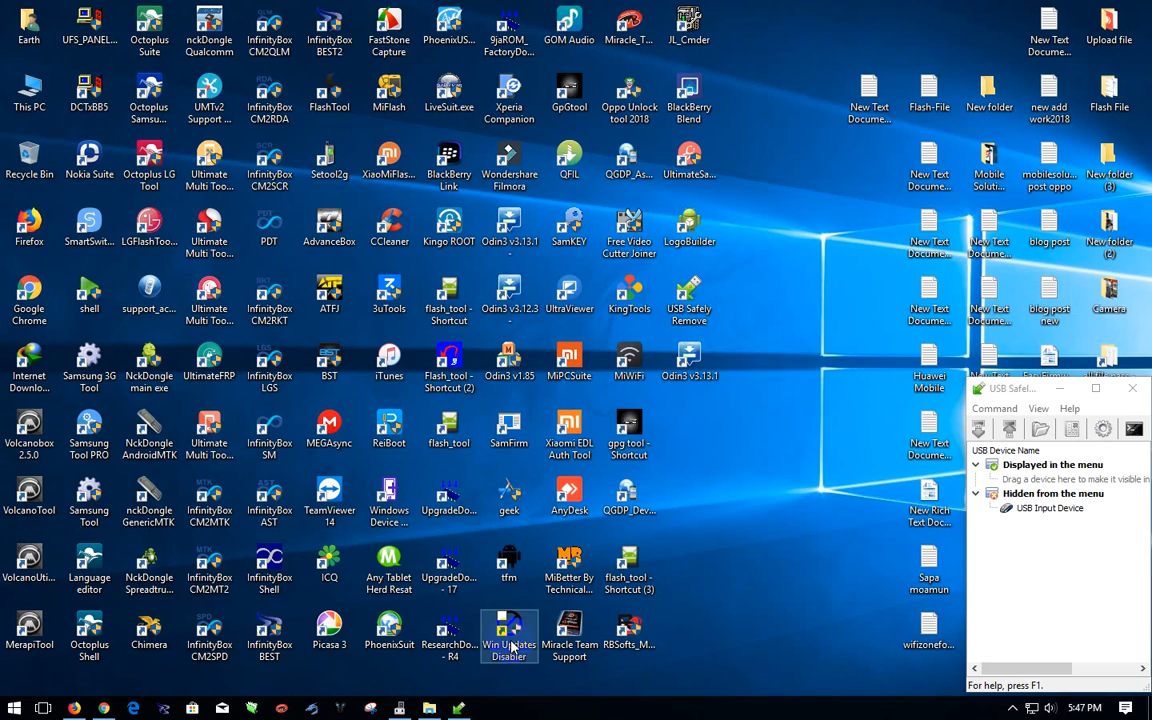 Earth
UFS_PANEL...
Octoplus
Suite
nckDongle
Qualcomm
InfinityBox
CM2QLM
InfinityBox
BEST2
FastStone
Capture
PhoenixUS...
9jaROM_
FactoryDo...
GOM Audio
Miracle_T...
JL_Cmder
New Text
Docume...
Upload file
This PC
DCTxBB5
Octoplus
Samsu...
UMTv2
Support ...
InfinityBox
CM2RDA
FlashTool
MiFlash
LiveSuit.exe
Xperia
Companion
GpGtool
Oppo Unlock
tool 2018
BlackBerry
Blend
New Text
Docume...
Flash-File
New folder
new add
work2018
Flash File
Recycle Bin
Nokia Suite
Octoplus LG
Tool
Ultimate
Multi Too...
InfinityBox
CM2SCR
Setool2g
XiaoMiFlas...
BlackBerry
Link
Wondershare
Filmora
QFIL
QGDP_As...
UltimateSa...
New Text
Docume...
Mobile
Soluti...
mobilesolu...
post oppo
New folder
(3)
Firefox
SmartSwit...
LGFlashToo...
Ultimate
Multi Too...
PDT
AdvanceBox
CCleaner
Kingo ROOT
Odin3 v3.13.1
-
SamKEY
Free Video
Cutter Joiner
LogoBuilder
New Text
Docume...
New Text
Docume...
blog post
New folder
(2)
Google
Chrome
shell
support_ac...
Ultimate
Multi Too...
InfinityBox
CM2RKT
ATFJ
3uTools
flash_tool -
Shortcut
Odin3 v3.12.3
-
UltraViewer
KingTools
USB Safely
Remove
New Text
Docume...
New Text
Docume...
blog post
new
Camera
Internet
Downlo...
Samsung 3G
Tool
NckDongle
main exe
UltimateFRP
InfinityBox
LGS
BST
iTunes
Flash_tool -
Shortcut (2)
Odin3 v1.85
MiPCSuite
MiWiFi
Odin3 v3.13.1
Huawei
Mobile
Volcanobox
2.5.0
Samsung
Tool PRO
NckDongle
AndroidMTK
Ultimate
Multi Too...
InfinityBox
SM
MEGAsync
ReiBoot
flash_tool
SamFirm
Xiaomi EDL
Auth Tool
gpg tool -
Shortcut
New Text
Docume...
VolcanoTool
Samsung
Tool
nckDongle
GenericMTK
InfinityBox
CM2MTK
InfinityBox
AST
TeamViewer
14
Windows
Device ...
UpgradeDo...
geek
AnyDesk
QGDP_Dev...
New Rich
Text Doc...
VolcanoUti...
Language
editor
NckDongle
Spreadtru...
InfinityBox
CM2MT2
InfinityBox
Shell
ICQ
Any Tablet
Herd Resat
UpgradeDo...
- 17
tfm
MiBetter By
Technical...
flash_tool -
Shortcut (3)
Sapa
moamun
MerapiTool
Octoplus
Shell
Chimera
InfinityBox
CM2SPD
InfinityBox
BEST
Picasa 3
PhoenixSuit
ResearchDo...
- R4
Win Updates
Disabler
Miracle Team
Support
RBSofts_M...
wifizonefo...
USB Safel...
Command View Help
USB Device Name
Displayed in the menu
Drag a device here to make it visible in
Hidden from the menu
USB Input Device
For help, press F1.
5:47 PM